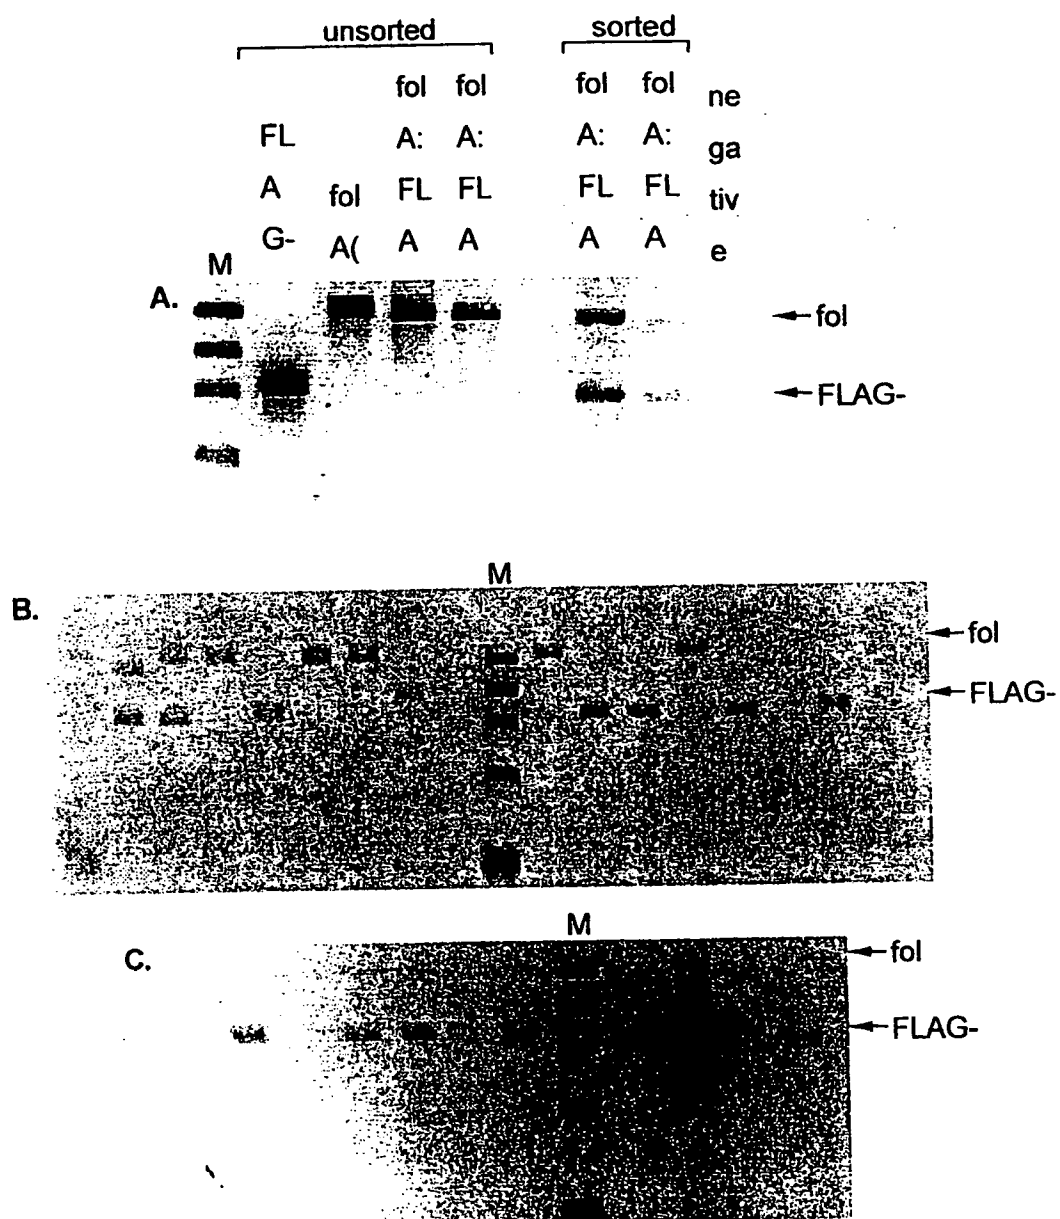 unsorted sorted
fol fol fol fol ne
FL A: A: A: A: ga
A fol FL FL FL FL tiv
G- A( A A A A e
M
A.
fol
FLAG-
M
B.
fol
FLAG-
M
C.
fol
FLAG-